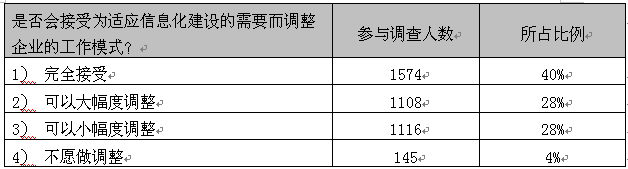 是否会接受为适应信息化建设的需要而调整 参与调查人数 所占比例
企业的工作模式？
1） 完全接受 1574 40%
2） 可以大幅度调整 1108 28%
3） 可以小幅度调整 1116 28%
4） 不愿做调整 145 4%